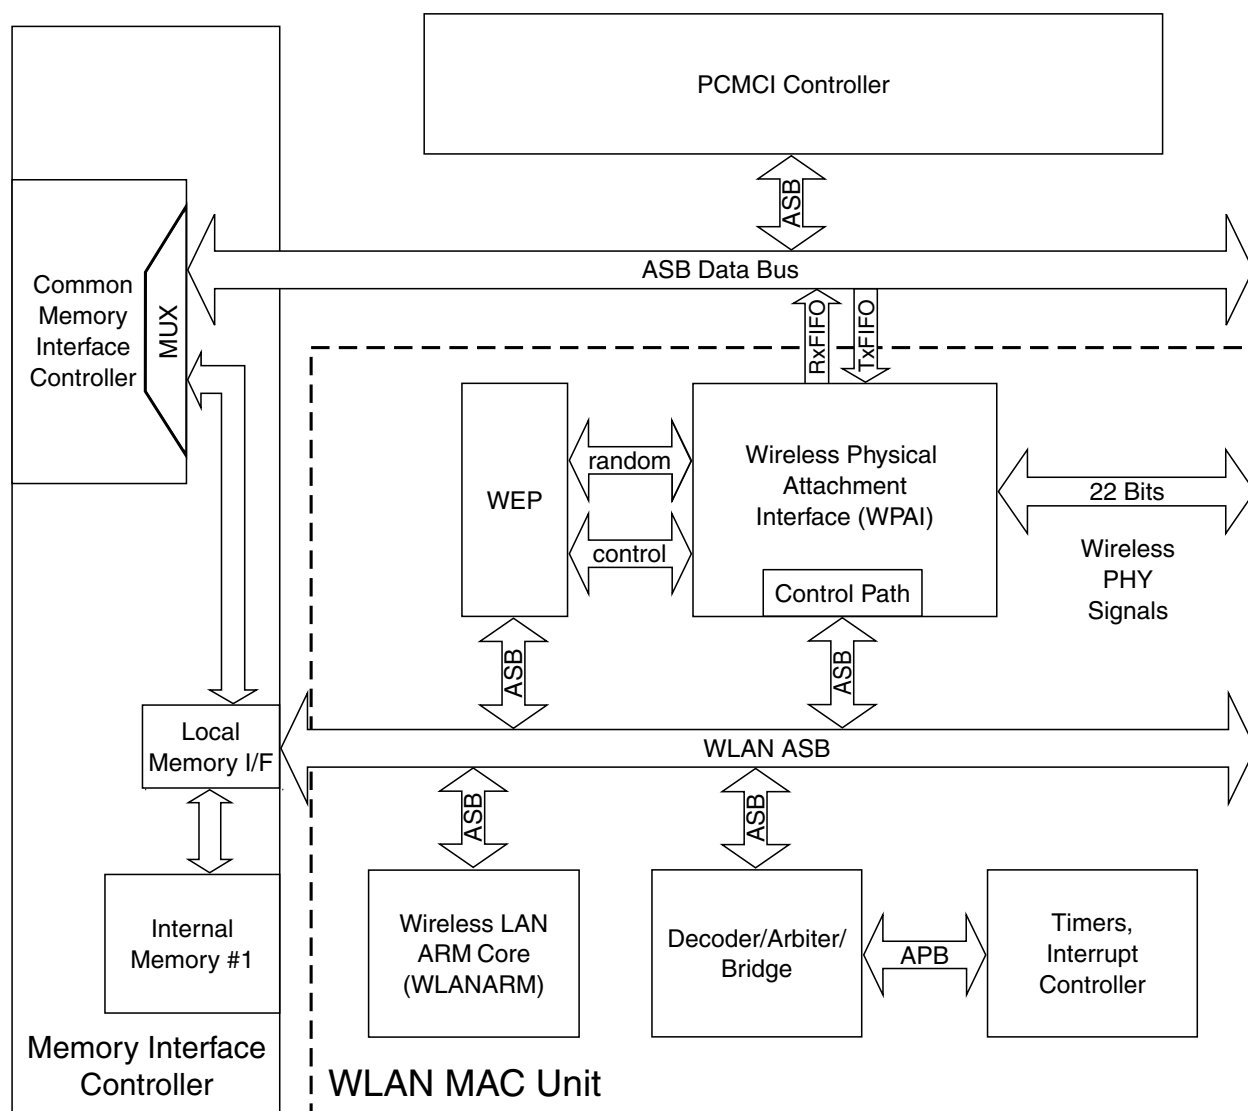 PCMCI Controller
ASB
ASB Data Bus
Common
Memory
Interface
Controller
MUX
RxFIFO
TxFIFO
WEP
random
control
Wireless Physical
Attachment
Interface (WPAI)
Control Path
22 Bits
Wireless
PHY
Signals
ASB
ASB
Local
Memory I/F
WLAN ASB
ASB
ASB
Internal
Memory #1
Wireless LAN
ARM Core
(WLANARM)
Decoder/Arbiter/
Bridge
APB
Timers,
Interrupt
Controller
Memory Interface
Controller
WLAN MAC Unit